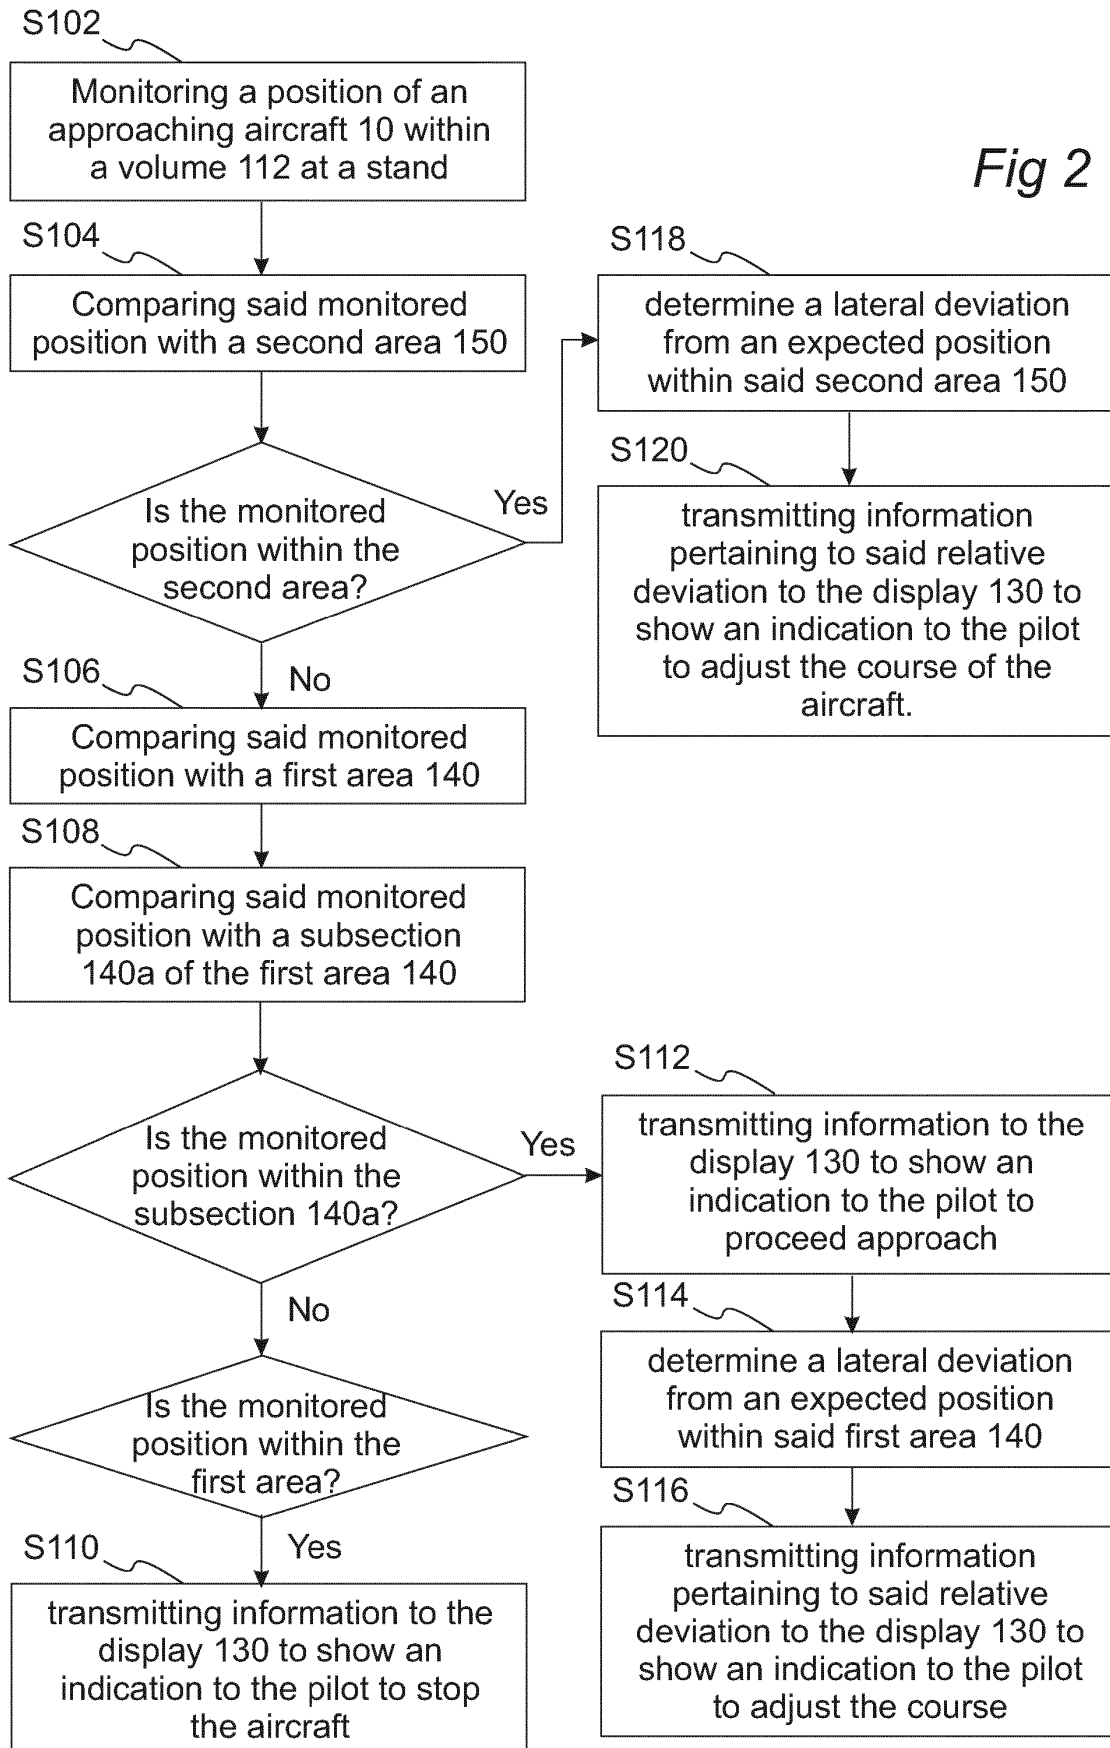 S102
Monitoring a position of an
approaching aircraft 10 within
a volume 112 at a stand
Fig 2
S104
Comparing said monitored
position with a second area 150
S118
determine a lateral deviation
from an expected position
within said second area 150
Is the monitored
position within the
second area?
Yes
No
S120
transmitting information
pertaining to said relative
deviation to the display 130 to
show an indication to the pilot
to adjust the course of the
aircraft.
S106
Comparing said monitored
position with a first area 140
S108
Comparing said monitored
position with a subsection
140a of the first area 140
Is the monitored
position within the
subsection 140a?
Yes
No
S112
transmitting information to the
display 130 to show an
indication to the pilot to
proceed approach
S114
determine a lateral deviation
from an expected position
within said first area 140
Is the monitored
position within the
first area?
Yes
S110
transmitting information to the
display 130 to show an
indication to the pilot to stop
the aircraft
S116
transmitting information
pertaining to said relative
deviation to the display 130 to
show an indication to the pilot
to adjust the course